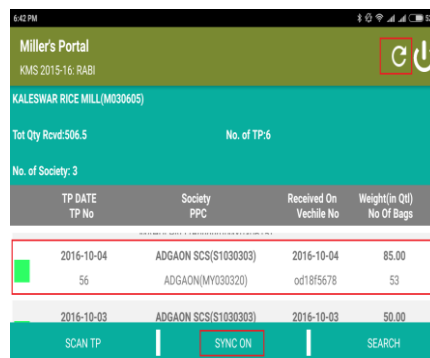 6:42 PM
Miller's Portal
KMS 2015-16: RABI
KALESWAR RICE MILL(M030605)
Tot Qty Rcvd:506.5 No. of TP:6
No. of Society: 3
TP DATE Society Received On Weight(in Qtl)
TP No PPC Vechile No No Of Bags
2016-10-04 ADGAON SCS(S1030303) 2016-10-04 85.00
56 ADGAON(MY030320) od18f5678 53
2016-10-03 ADGAON SCS(S1030303) 2016-10-03 50.00
SCAN TP SYNC ON SEARCH